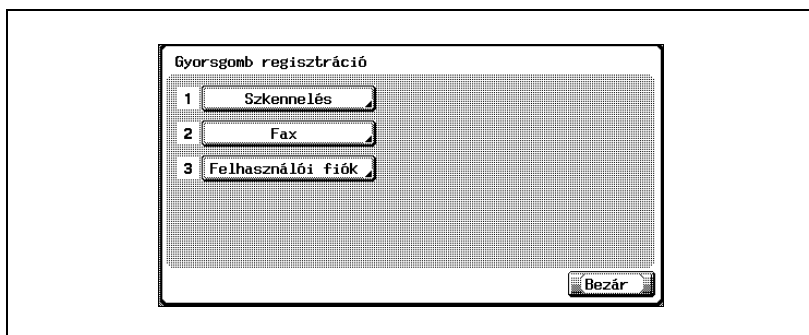 Gyorsgomb regisztráció
1 Szkennelés
2 Fax
3 Felhasználói fiók
Bezár